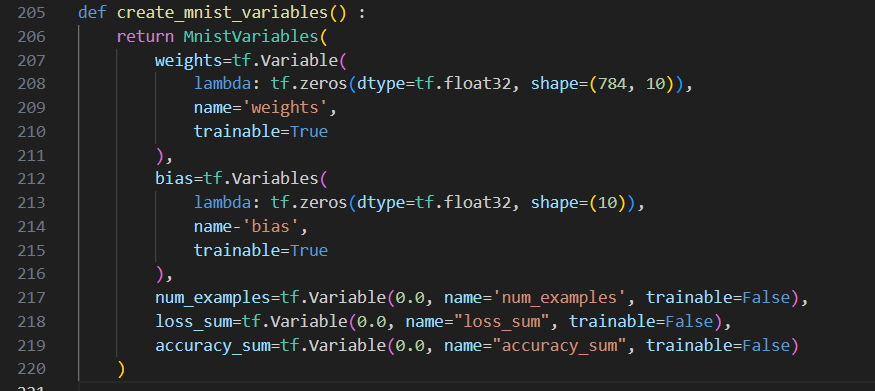 205 def create_mnist_variables() :
206 return MnistVariables(
207 weights=tf.Variable(
208 lambda: tf.zeros(dtype=tf.float32, shape=(784, 10)),
209 name='weights',
210 trainable=True
211 ),
212 bias=tf.Variables(
213 lambda: tf.zeros(dtype=tf.float32, shape=(10)),
214 name-'bias',
215 trainable=True
216 ),
217 num_examples=tf.Variable(0.0, name='num_examples', trainable=False),
218 loss_sum=tf.Variable(0.0, name="loss_sum", trainable=False),
219 accuracy_sum=tf.Variable(0.0, name="accuracy_sum", trainable=False)
220 )
221